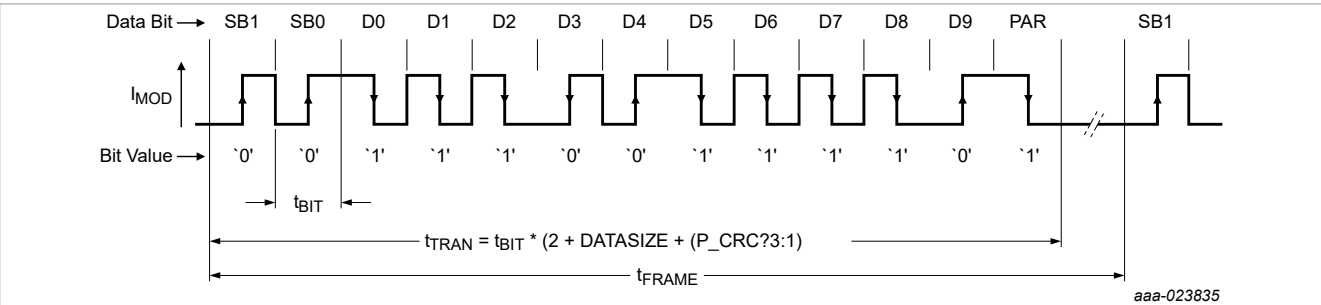 Data Bit SB1 SB0 D0 D1 D2 D3 D4 D5 D6 D7 D8 D9 PAR SB1
IMOD
Bit Value `0' `0' `1' `1' `1' `0' `0' `1' `1' `1' `1' `0' `1'
tBIT
tTRAN = tBIT * (2 + DATASIZE + (P_CRC?3:1)
tFRAME
aaa-023835